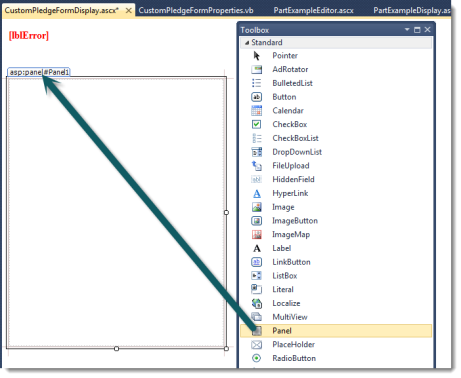 CustomPledgeFormDisplay.ascx* × CustomPledgeFormProperties.vb PartExampleEditor.ascx PartExampleDisplay.as
[lblError]
asp:panel#Panel1
Toolbox
Standard
Pointer
AdRotator
BulletedList
Button
Calendar
CheckBox
CheckBoxList
DropDownList
FileUpload
HiddenField
HyperLink
Image
ImageButton
ImageMap
Label
LinkButton
ListBox
Literal
Localize
MultiView
Panel
PlaceHolder
RadioButton